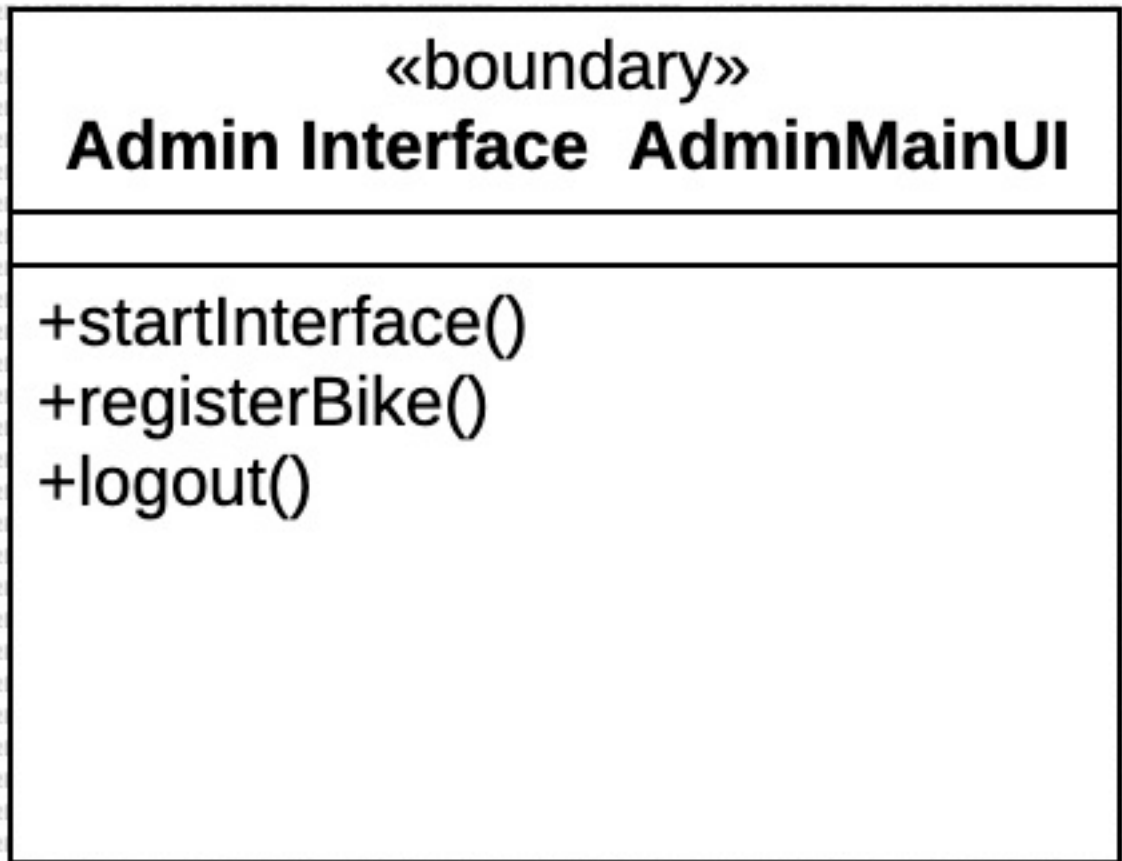 «boundary»
Admin Interface  AdminMainUI
+startInterface()
+registerBike()
+logout()